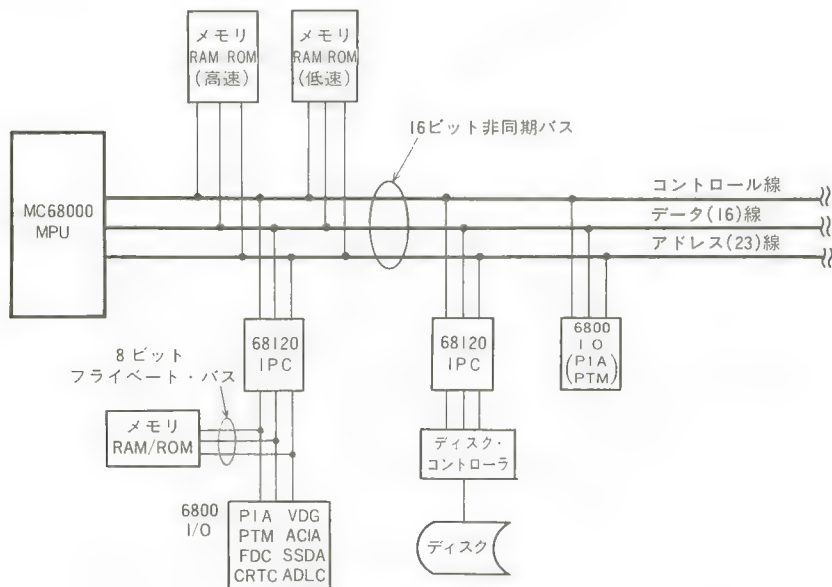 メモリ
RAM ROM
(高速)
メモリ
RAM ROM
(低速)
16ビット非同期バス
MC68000
MPU
コントロール線
データ(16)線
アドレス(23)線
68120
IPC
68120
IPC
6800
IO
(PIA
PTM)
8ビット
フライベート・バス
メモリ
RAM/ROM
ディスク・
コントローラ
6800
I/O
PIA VDG
PTM ACIA
FDC SSDA
CRTC ADLC
ディスク